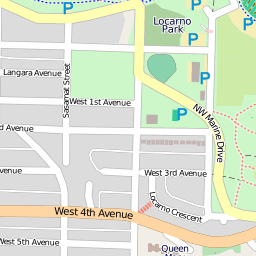 Locarno
Park
P
P
P
P
Langara Avenue
Sasamat Street
West 1st Avenue
NW Marine Drive
d Avenue
West 3rd Avenue
Locarno Crescent
West 4th Avenue
West 5th Avenue
Queen